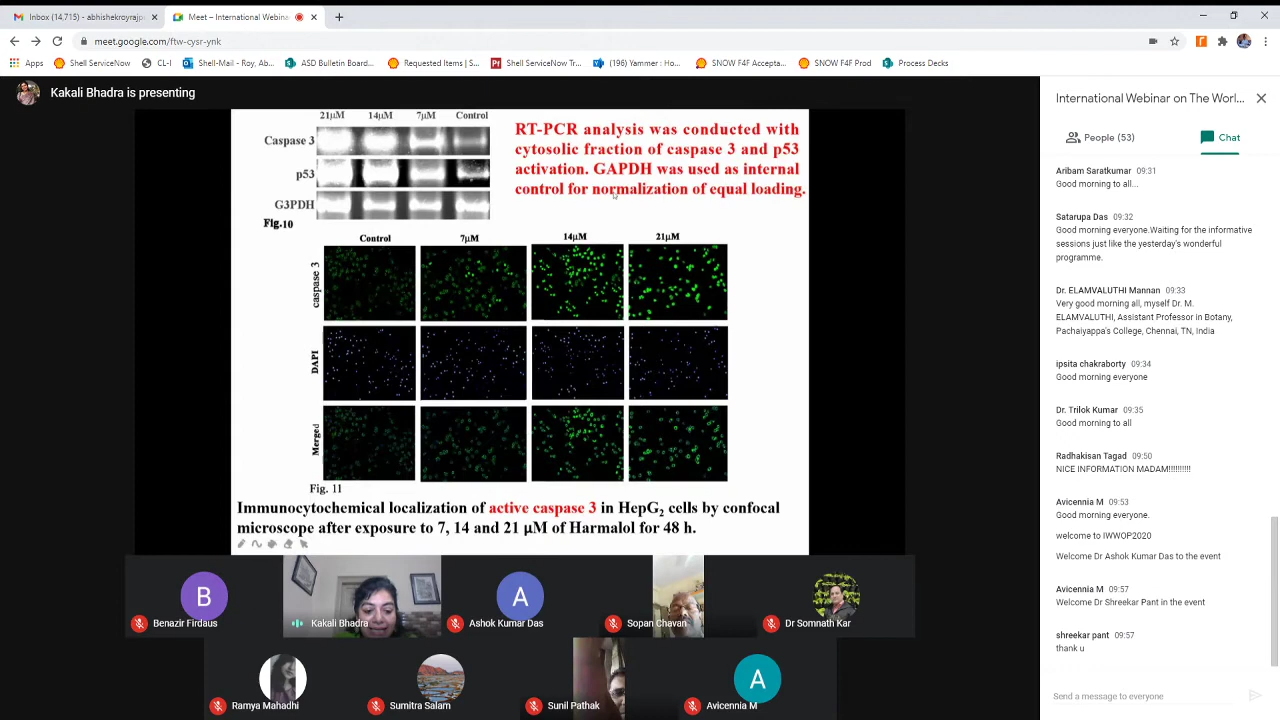 Inbox (14,715) - abhishekroyrajp
Meet – International Webina
meet.google.com/ftw-cysr-ynk
Apps
Shell ServiceNow
CL-I
Shell-Mail - Roy, Ab...
ASD Bulletin Board...
Requested Items | S...
Shell ServiceNow Tr...
(196) Yammer : Ho...
SNOW F4F Accepta...
SNOW F4F Prod
Process Decks
Kakali Bhadra is presenting
21μM 14μM 7μM Control
Caspase 3
p53
G3PDH
Fig.10
RT-PCR analysis was conducted with
cytosolic fraction of caspase 3 and p53
activation. GAPDH was used as internal
control for normalization of equal loading.
Control 7μM 14μM 21μM
caspase 3
DAPI
Merged
Fig. 11
Immunocytochemical localization of active caspase 3 in HepG2 cells by confocal
microscope after exposure to 7, 14 and 21 μM of Harmalol for 48 h.
B
Benazir Firdaus
Kakali Bhadra
A
Ashok Kumar Das
Sopan Chavan
Dr Somnath Kar
Ramya Mahadhi
Sumitra Salam
Sunil Pathak
A
Avicennia M
International Webinar on The Worl...
People (53)
Chat
Aribam Saratkumar 09:31
Good morning to all...
Satarupa Das 09:32
Good morning everyone.Waiting for the informative
sessions just like the yesterday's wonderful
programme.
Dr. ELAMVALUTHI Mannan 09:33
Very good morning all, myself Dr. M.
ELAMVALUTHI, Assistant Professor in Botany,
Pachaiyappa's College, Chennai, TN, India
ipsita chakraborty 09:34
Good morning everyone
Dr. Trilok Kumar 09:35
Good morning to all
Radhakisan Tagad 09:50
NICE INFORMATION MADAM!!!!!!!!!!
Avicennia M 09:53
Good morning everyone.
welcome to IWWOP2020
Welcome Dr Ashok Kumar Das to the event
Avicennia M 09:57
Welcome Dr Shreekar Pant in the event
shreekar pant 09:57
thank u
Send a message to everyone